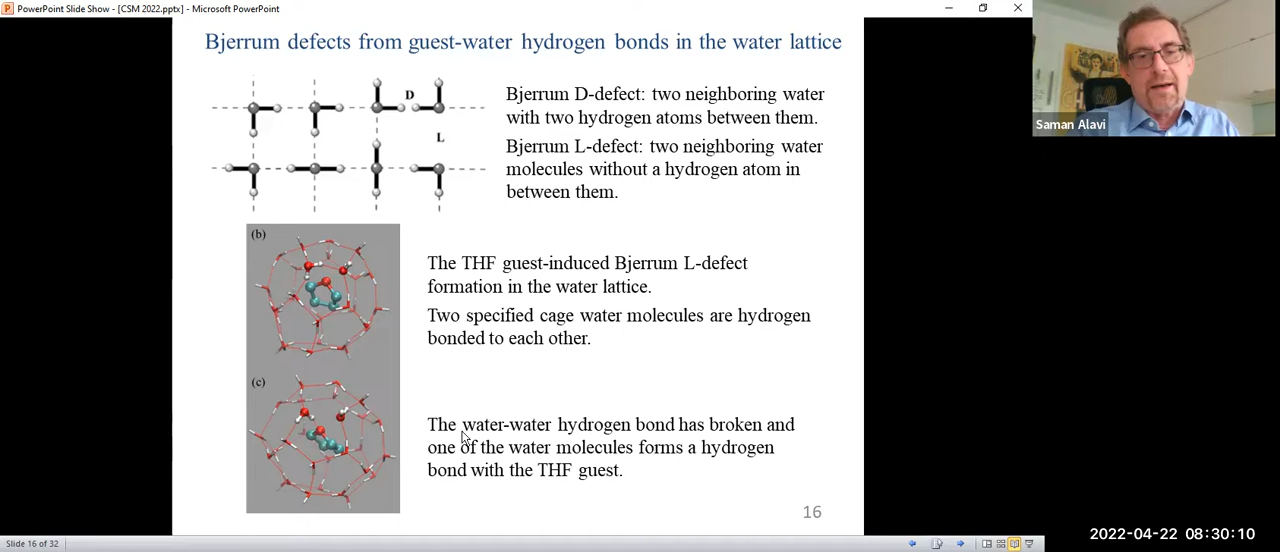 PowerPoint Slide Show - [CSM 2022.pptx] - Microsoft PowerPoint
Bjerrum defects from guest-water hydrogen bonds in the water lattice
D
L
Bjerrum D-defect: two neighboring water
with two hydrogen atoms between them.
Bjerrum L-defect: two neighboring water
molecules without a hydrogen atom in
between them.
(b)
The THF guest-induced Bjerrum L-defect
formation in the water lattice.
Two specified cage water molecules are hydrogen
bonded to each other.
(c)
The water-water hydrogen bond has broken and
one of the water molecules forms a hydrogen
bond with the THF guest.
16
Saman Alavi
Slide 16 of 32
2022-04-22 08:30:10